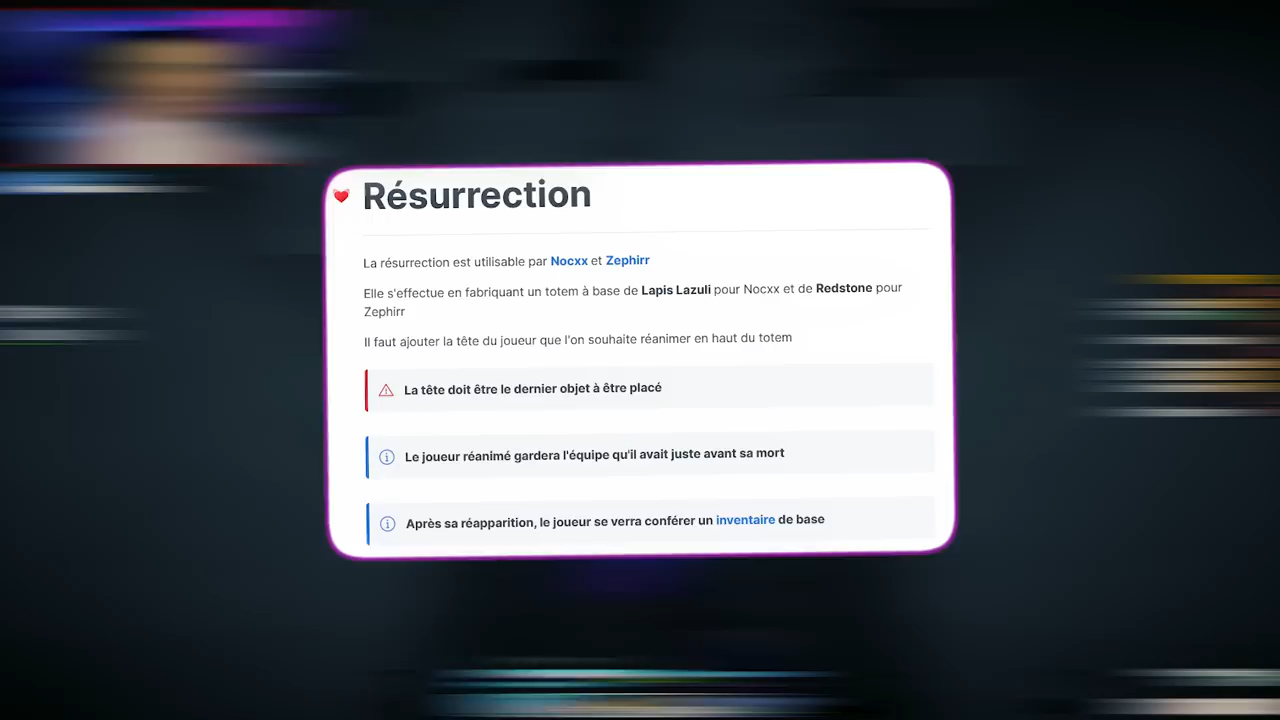 Résurrection
La résurrection est utilisable par Nocxx et Zephirr
Elle s'effectue en fabriquant un totem à base de Lapis Lazuli pour Nocxx et de Redstone pour
Zephirr
Il faut ajouter la tête du joueur que l'on souhaite réanimer en haut du totem
La tête doit être le dernier objet à être placé
Le joueur réanimé gardera l'équipe qu'il avait juste avant sa mort
Après sa réapparition, le joueur se verra conférer un inventaire de base